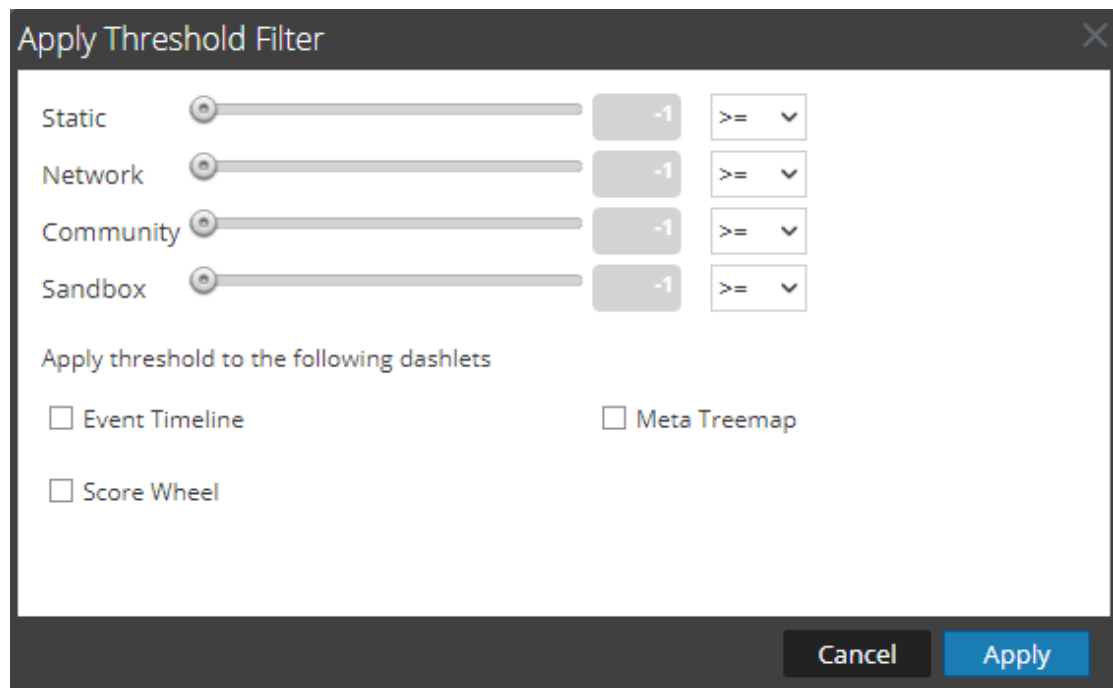 Apply Threshold Filter
Static -1 >=
Network -1 >=
Community -1 >=
Sandbox -1 >=
Apply threshold to the following dashlets
Event Timeline Meta Treemap
Score Wheel
Cancel Apply